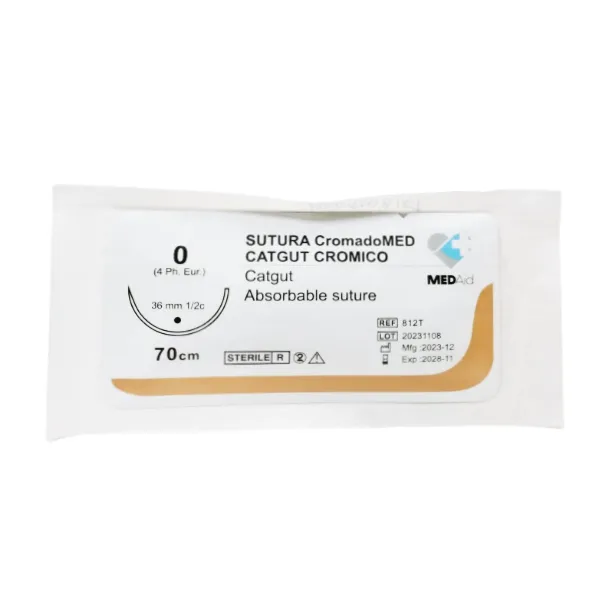 0
(4 Ph. Eur.)
36 mm 1/2c
70cm
SUTURA CromadoMED
CATGUT CROMICO
Catgut
Absorbable suture
STERILE R 2
MEDAid
REF 812T
LOT 20231108
Mfg :2023-12
Exp :2028-11